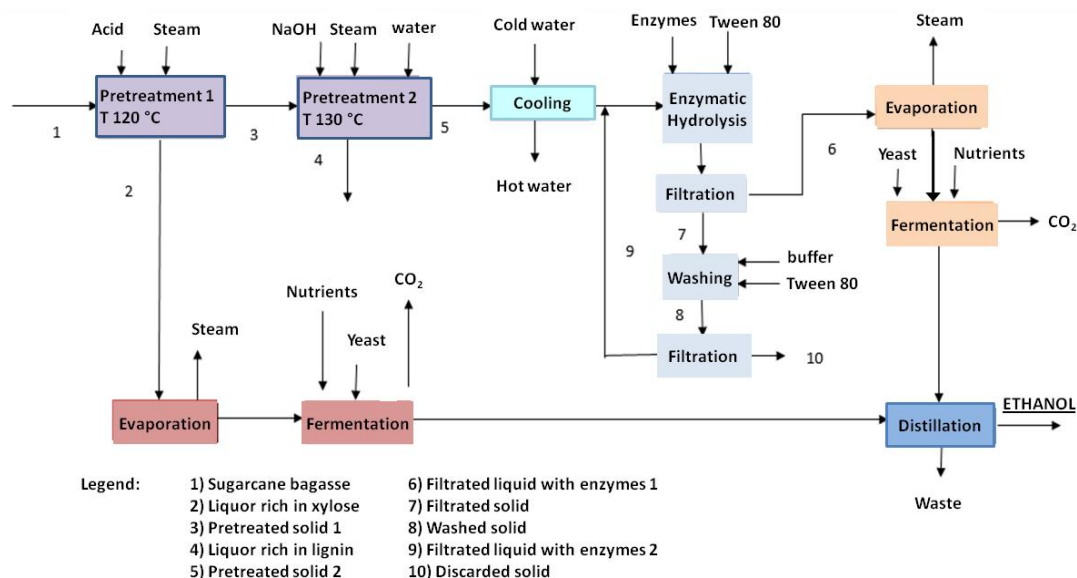 Steam
Acid Steam
NaOH Steam water
Cold water
Enzymes
Tween 80
Pretreatment 1
T 120 °C
Pretreatment 2
T 130 °C
Cooling
Enzymatic
Hydrolysis
Evaporation
1
3
5
4
6
2
Yeast Nutrients
Hot water
Filtration
Fermentation
CO2
7
9
buffer
Washing
Tween 80
Nutrients
CO2
8
Steam
Yeast
Filtration
10
Evaporation
Fermentation
Distillation
ETHANOL
Waste
Legend:
1) Sugarcane bagasse
2) Liquor rich in xylose
3) Pretreated solid 1
4) Liquor rich in lignin
5) Pretreated solid 2
6) Filtrated liquid with enzymes 1
7) Filtrated solid
8) Washed solid
9) Filtrated liquid with enzymes 2
10) Discarded solid